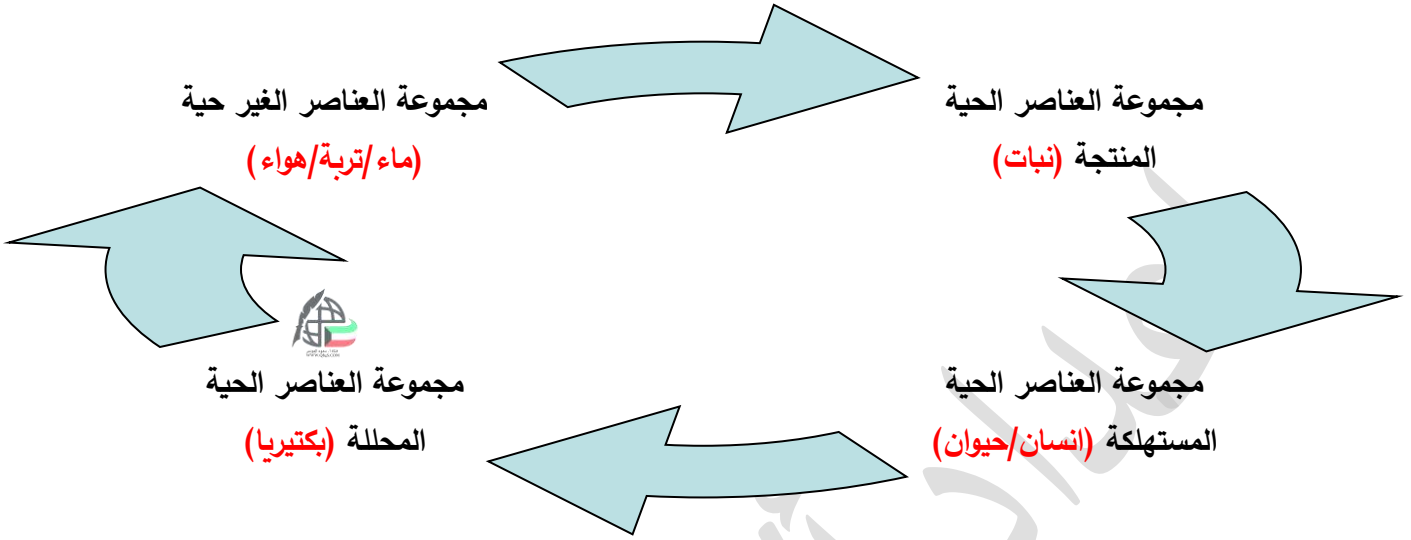 مجموعة العناصر الحية
المنتجة (نبات)
مجموعة العناصر الغير حية
(ماء/تربة/هواء)
مجموعة العناصر الحية
المستهلكة (انسان/حيوان)
مجموعة العناصر الحية
المحللة (بكتيريا)